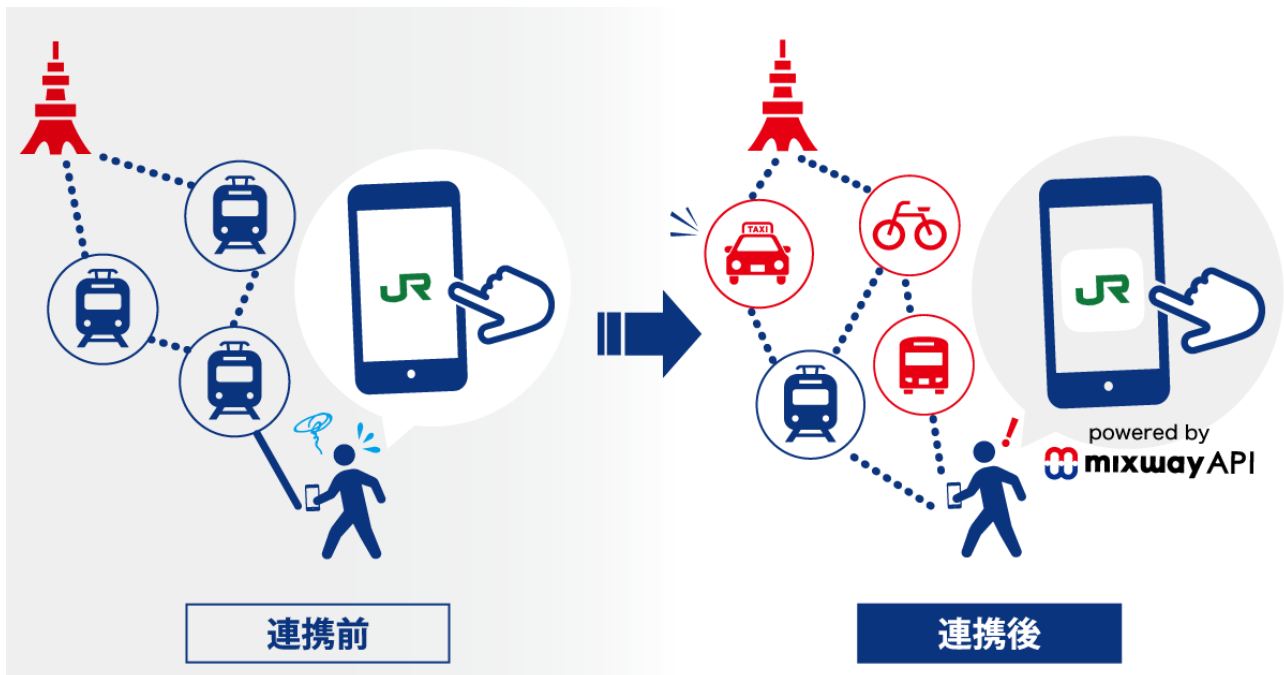 JR
連携前
TAXI
JR
powered by
mixway API
連携後